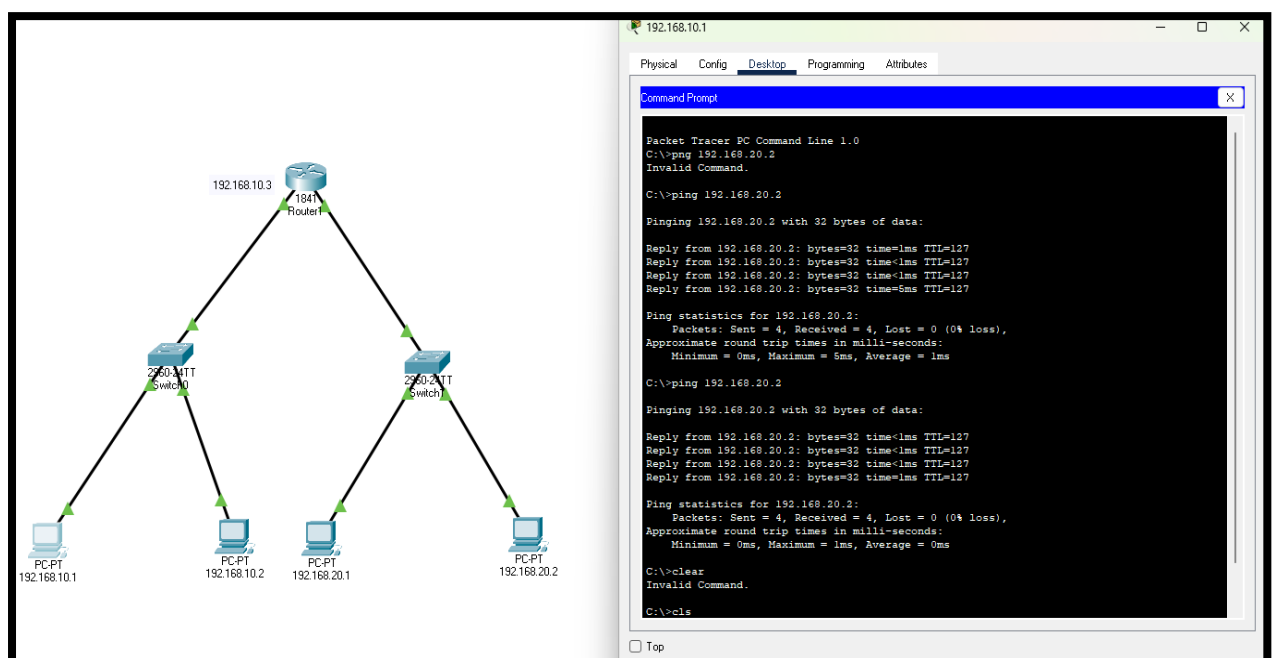 192.168.10.3
1841
Router1
2960-24TT
Switch0
2960-24TT
Switch1
PC-PT
192.168.10.1
PC-PT
192.168.10.2
PC-PT
192.168.20.1
PC-PT
192.168.20.2
192.168.10.1
Physical Config Desktop Programming Attributes
Command Prompt
X
Packet Tracer PC Command Line 1.0
C:\>png 192.168.20.2
Invalid Command.
C:\>ping 192.168.20.2
Pinging 192.168.20.2 with 32 bytes of data:
Reply from 192.168.20.2: bytes=32 time=1ms TTL=127
Reply from 192.168.20.2: bytes=32 time<1ms TTL=127
Reply from 192.168.20.2: bytes=32 time<1ms TTL=127
Reply from 192.168.20.2: bytes=32 time=5ms TTL=127
Ping statistics for 192.168.20.2:
Packets: Sent = 4, Received = 4, Lost = 0 (0% loss),
Approximate round trip times in milli-seconds:
Minimum = 0ms, Maximum = 5ms, Average = 1ms
C:\>ping 192.168.20.2
Pinging 192.168.20.2 with 32 bytes of data:
Reply from 192.168.20.2: bytes=32 time<1ms TTL=127
Reply from 192.168.20.2: bytes=32 time<1ms TTL=127
Reply from 192.168.20.2: bytes=32 time<1ms TTL=127
Reply from 192.168.20.2: bytes=32 time=1ms TTL=127
Ping statistics for 192.168.20.2:
Packets: Sent = 4, Received = 4, Lost = 0 (0% loss),
Approximate round trip times in milli-seconds:
Minimum = 0ms, Maximum = 1ms, Average = 0ms
C:\>clear
Invalid Command.
C:\>cls
Top